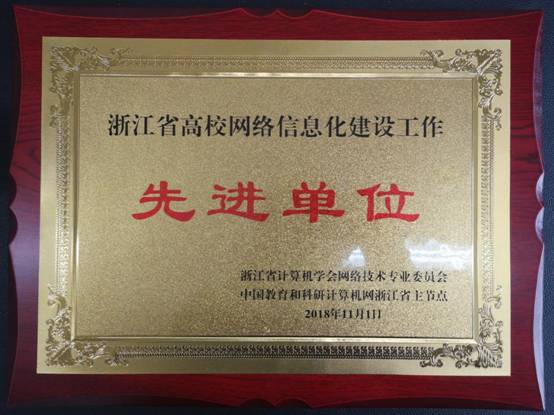 浙江省高校网络信息化建设工作
先进单位
浙江省计算机学会网络技术专业委员会
中国教育和科研计算机网浙江省主节点
2018年11月1日